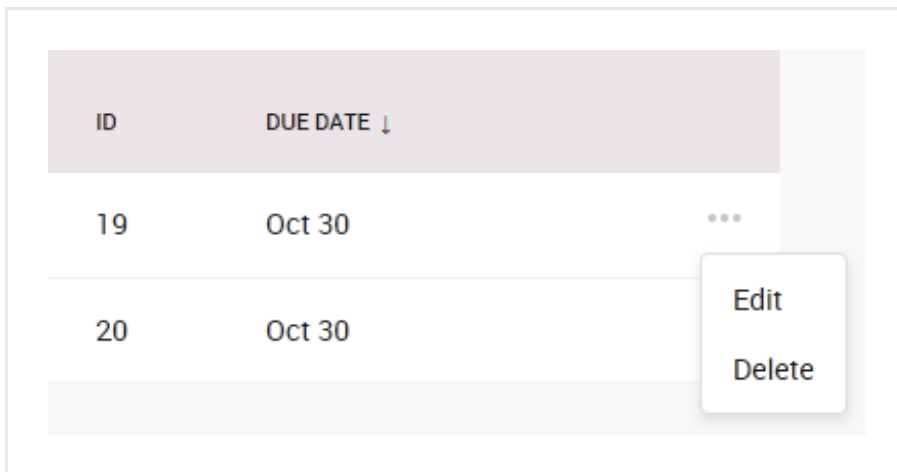 ID DUE DATE ↓
19 Oct 30 •••
Edit
20 Oct 30
Delete